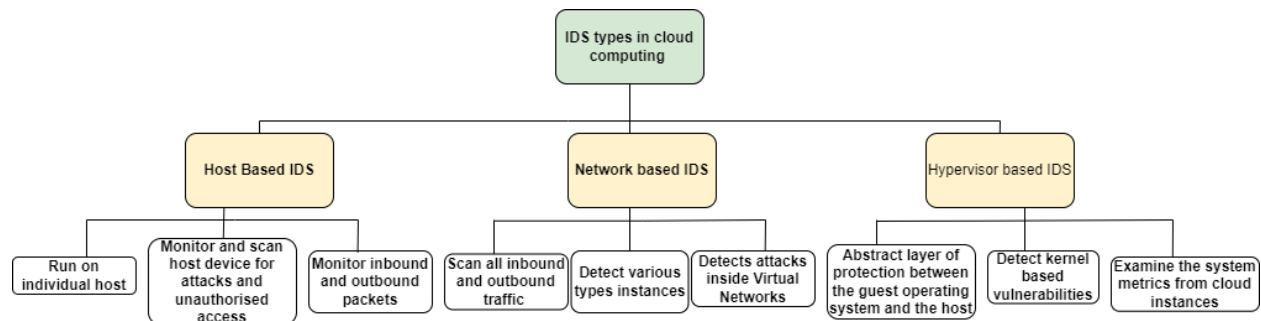 IDS types in cloud
computing
Host Based IDS
Network based IDS
Hypervisor based IDS
Run on
individual host
Monitor and scan
host device for
attacks and
unauthorised
access
Monitor inbound
and outbound
packets
Scan all inbound
and outbound
traffic
Detect various
types instances
Detects attacks
inside Virtual
Networks
Abstract layer of
protection between
the guest operating
system and the host
Detect kernel
based
vulnerabilities
Examine the system
metrics from cloud
instances